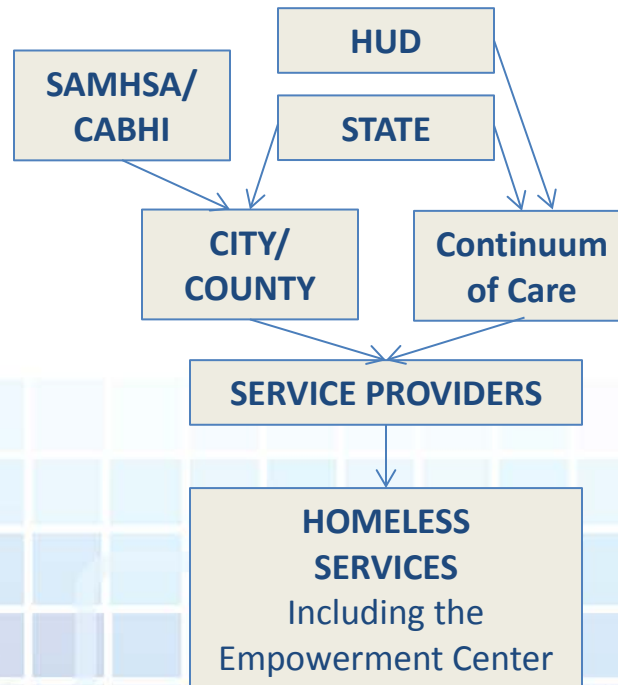 HUD
SAMHSA/
CABHI
STATE
CITY/
COUNTY
Continuum
of Care
SERVICE PROVIDERS
HOMELESS
SERVICES
Including the
Empowerment Center